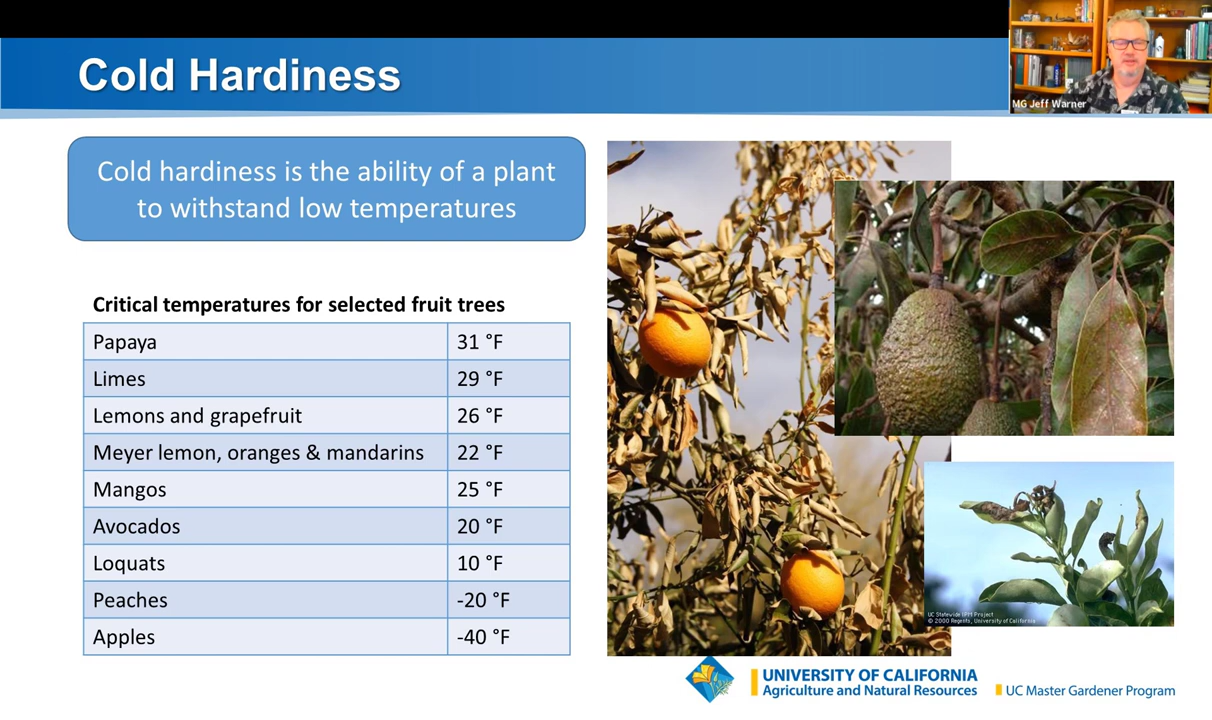 Cold Hardiness
MG Jeff Warner
Cold hardiness is the ability of a plant
to withstand low temperatures
Critical temperatures for selected fruit trees
Papaya 31 °F
Limes 29 °F
Lemons and grapefruit 26 °F
Meyer lemon, oranges & mandarins 22 °F
Mangos 25 °F
Avocados 20 °F
Loquats 10 °F
Peaches -20 °F
Apples -40 °F
UC Statewide IPM Project
© 2000 Regents, University of California
UNIVERSITY OF CALIFORNIA
Agriculture and Natural Resources
UC Master Gardener Program